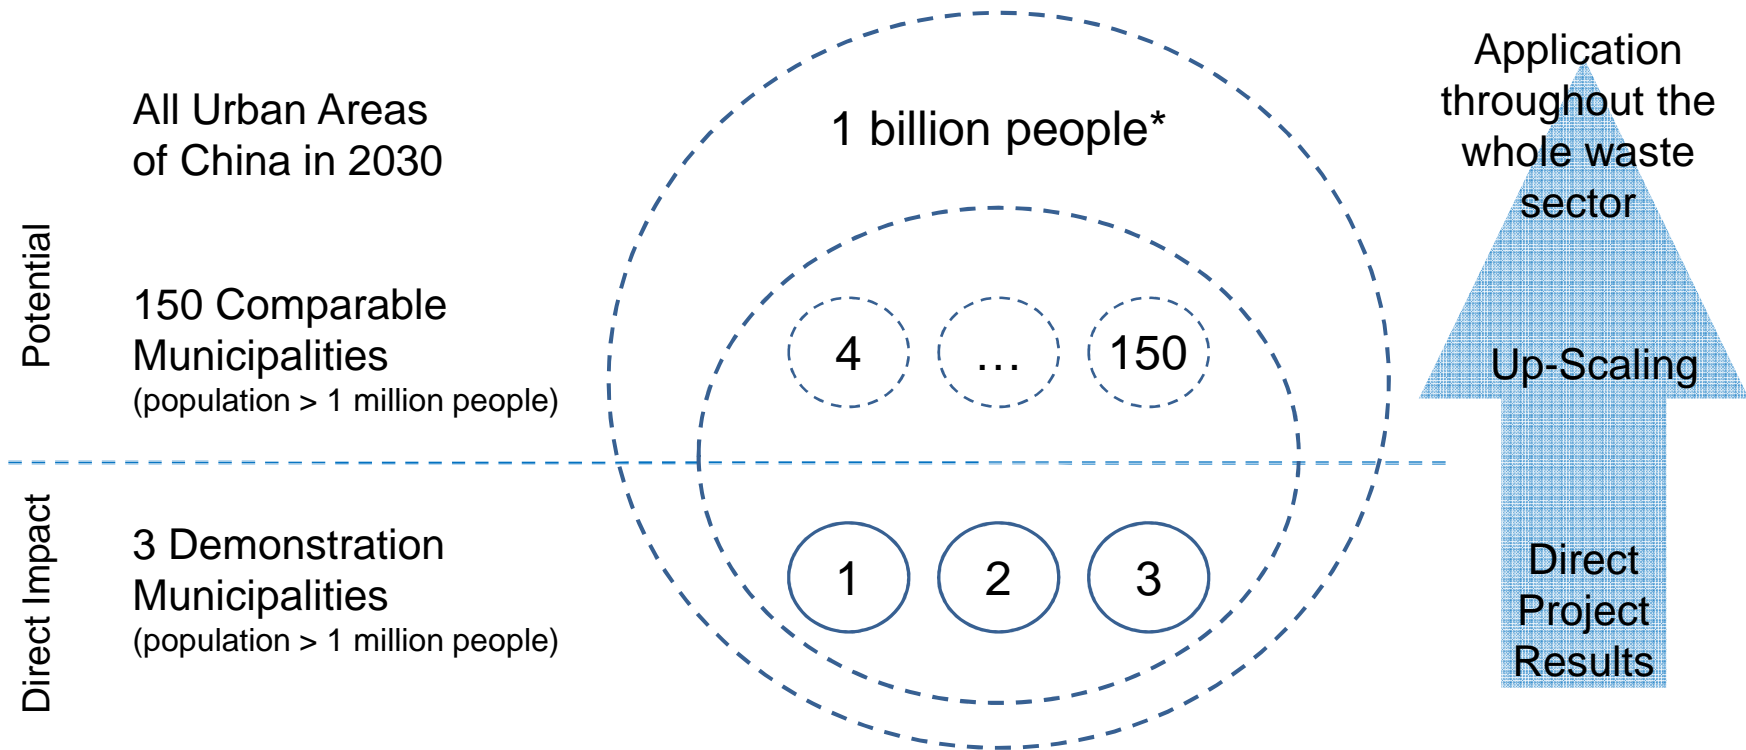 All Urban Areas
of China in 2030
1 billion people*
Application
throughout the
whole waste
sector
Potential
150 Comparable
Municipalities
(population > 1 million people)
4
...
150
Up-Scaling
Direct Impact
3 Demonstration
Municipalities
(population > 1 million people)
1
2
3
Direct
Project
Results